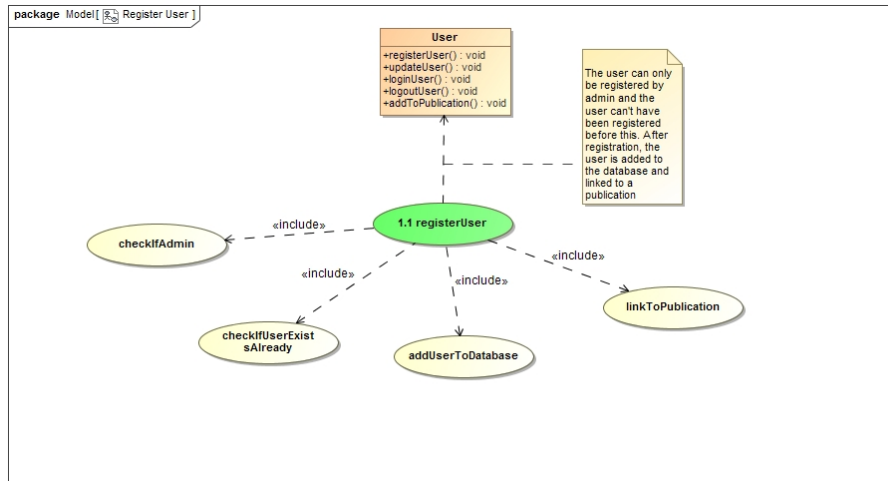 package Model [ Register User ]
User
+registerUser() : void
+updateUser() : void
+loginUser() : void
+logoutUser() : void
+addToPublication() : void
The user can only
be registered by
admin and the
user can't have
been registered
before this. After
registration, the
user is added to
the database and
linked to a
publication
1.1 registerUser
«include»
checkIfAdmin
«include»
«include»
«include»
linkToPublication
checkIfUserExist
sAlready
addUserToDatabase